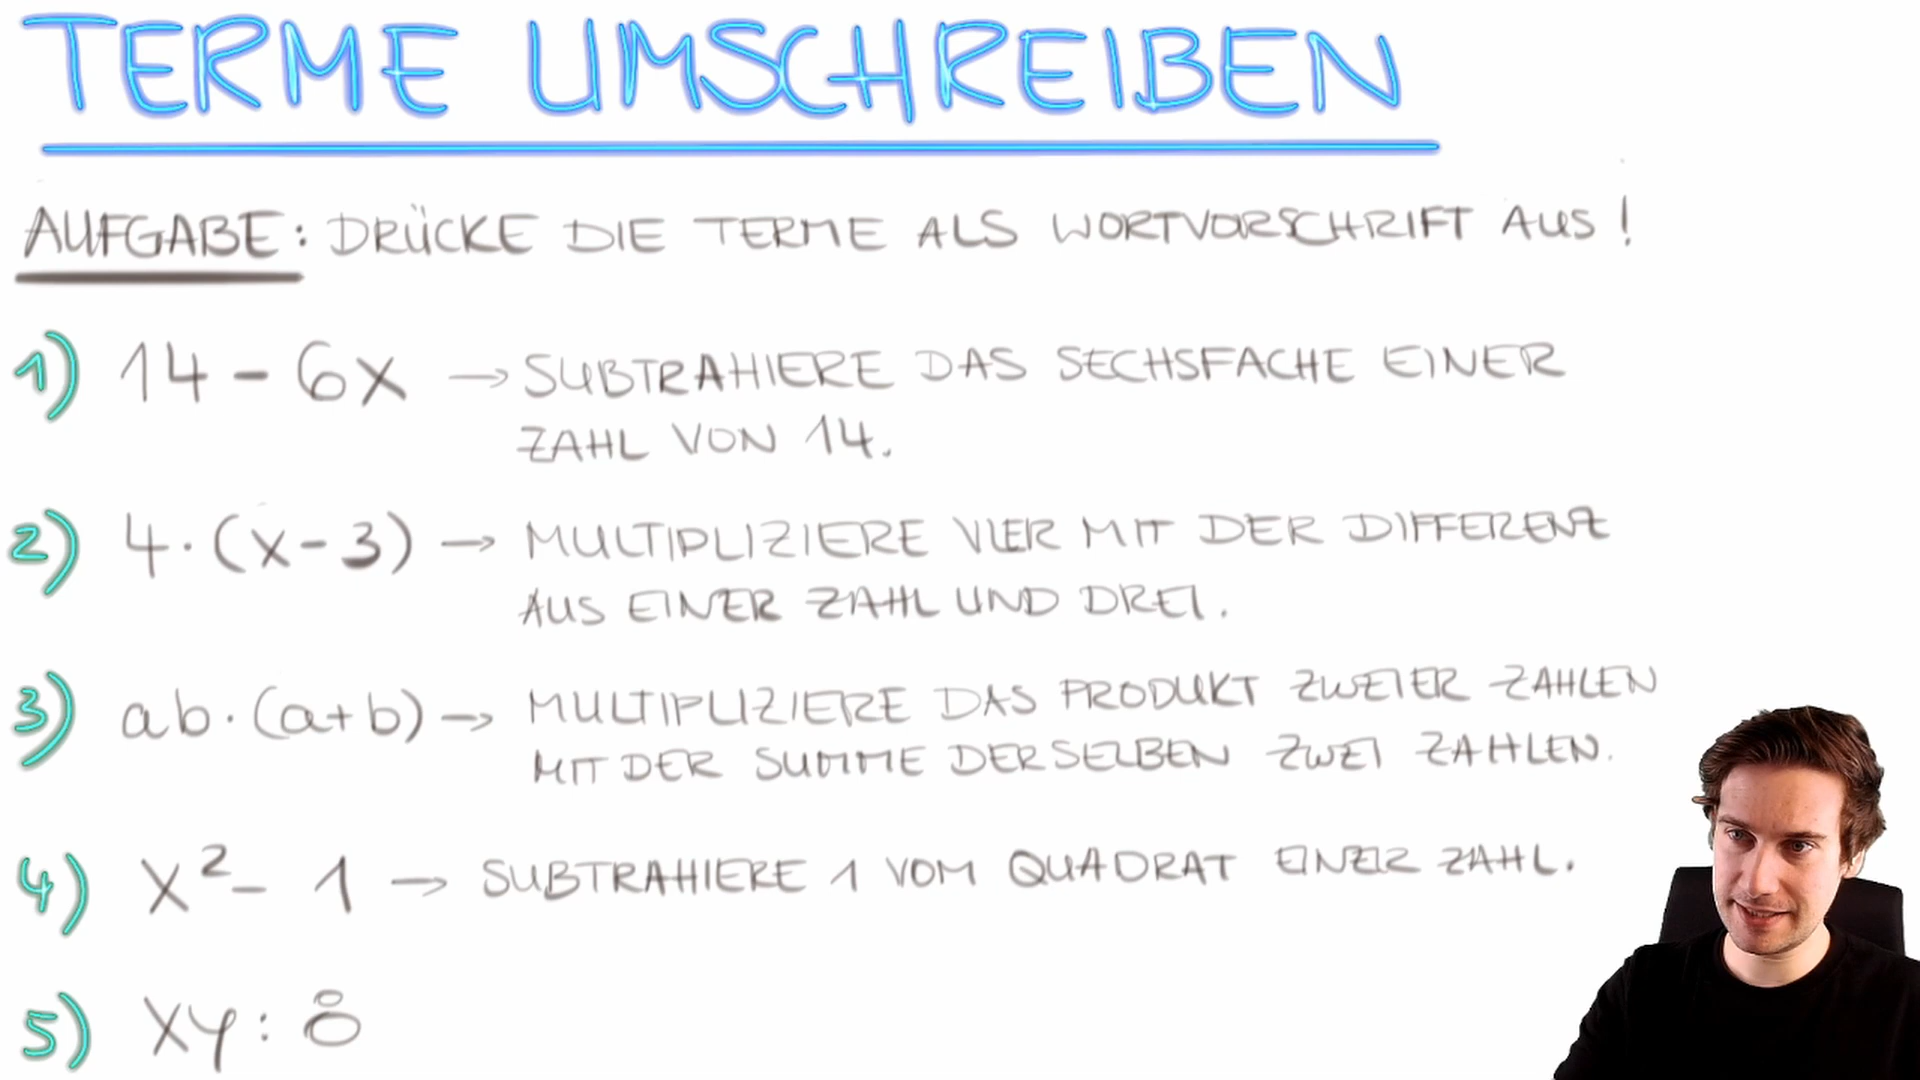 TERME UMSCHREIBEN
AUFGABE: DRÜCKE DIE TERME ALS WORTVORSCHRIFT AUS!
1) 14 - 6x → SUBTRAHIERE DAS SECHSFACHE EINER
ZAHL VON 14.
2) 4·(x-3) → MULTIPLIZIERE VIER MIT DER DIFFERENZ
AUS EINER ZAHL UND DREI.
3) ab·(a+b) → MULTIPLIZIERE DAS PRODUKT ZWEIER ZAHLEN
MIT DER SUMME DERSELBEN ZWEI ZAHLEN.
4) x² - 1 → SUBTRAHIERE 1 VOM QUADRAT EINER ZAHL.
5) xy : 8